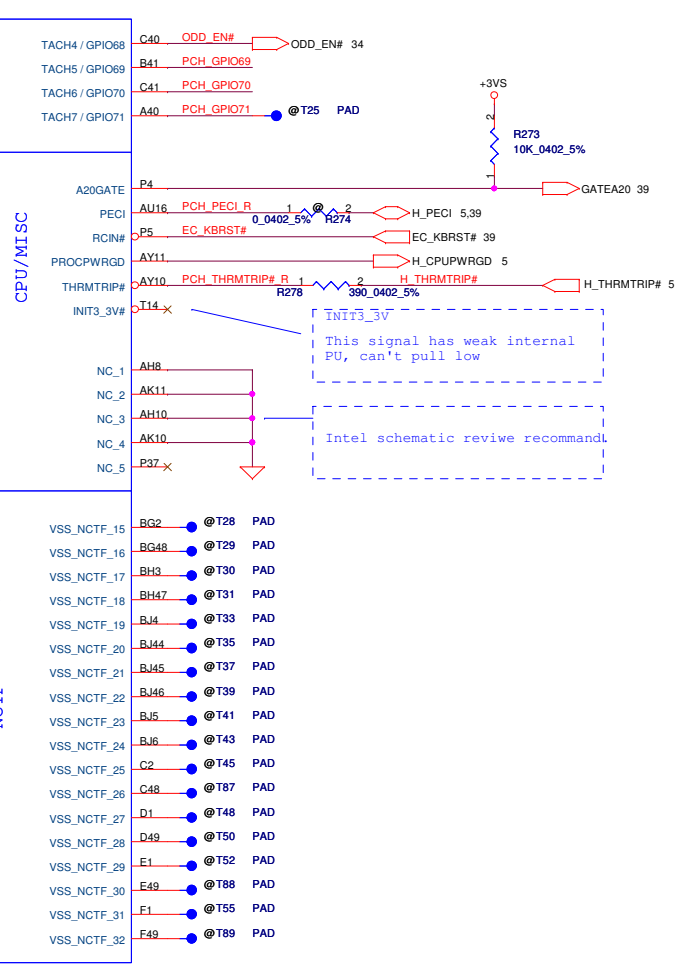 TACH4 / GPIO68 C40 ODD_EN# ODD_EN# 34
TACH5 / GPIO69 B41 PCH_GPIO69
TACH6 / GPIO70 C41 PCH_GPIO70
TACH7 / GPIO71 A40 PCH_GPIO71 @T25 PAD
+3VS
2
R273
10K_0402_5%
1
CPU/MISC
A20GATE P4 GATEA20 39
PECI AU16 PCH_PECI_R 1 @ 2 H_PECI 5,39
0_0402_5% R274
RCIN# P5 EC_KBRST# EC_KBRST# 39
PROCPWRGD AY11 H_CPUPWRGD 5
THRMTRIP# AY10 PCH_THRMTRIP#_R 1 2 H_THRMTRIP# H_THRMTRIP# 5
R278 390_0402_5%
INIT3_3V# T14
INIT3_3V
This signal has weak internal
PU, can't pull low
NC_1 AH8
NC_2 AK11
NC_3 AH10
NC_4 AK10
NC_5 P37
Intel schematic reviwe recommand.
VSS_NCTF_15 BG2 @T28 PAD
VSS_NCTF_16 BG48 @T29 PAD
VSS_NCTF_17 BH3 @T30 PAD
VSS_NCTF_18 BH47 @T31 PAD
VSS_NCTF_19 BJ4 @T33 PAD
VSS_NCTF_20 BJ44 @T35 PAD
VSS_NCTF_21 BJ45 @T37 PAD
VSS_NCTF_22 BJ46 @T39 PAD
VSS_NCTF_23 BJ5 @T41 PAD
VSS_NCTF_24 BJ6 @T43 PAD
VSS_NCTF_25 C2 @T45 PAD
VSS_NCTF_26 C48 @T87 PAD
VSS_NCTF_27 D1 @T48 PAD
VSS_NCTF_28 D49 @T50 PAD
VSS_NCTF_29 E1 @T52 PAD
VSS_NCTF_30 E49 @T88 PAD
VSS_NCTF_31 F1 @T55 PAD
VSS_NCTF_32 F49 @T89 PAD